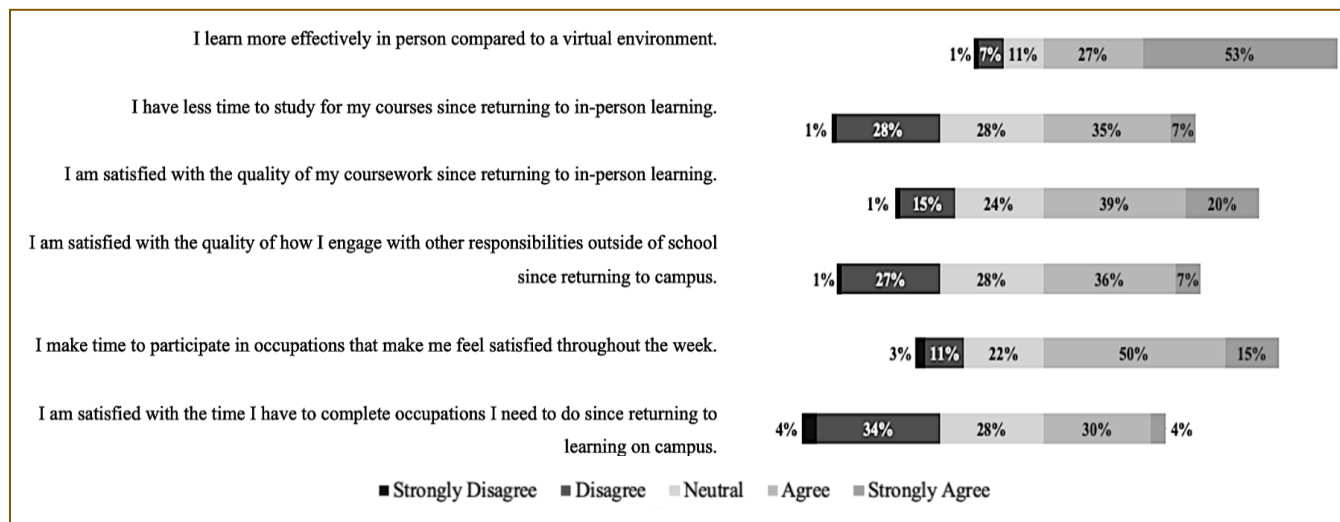 I learn more effectively in person compared to a virtual environment.
1% 7% 11% 27% 53%
I have less time to study for my courses since returning to in-person learning.
1% 28% 28% 35% 7%
I am satisfied with the quality of my coursework since returning to in-person learning.
1% 15% 24% 39% 20%
I am satisfied with the quality of how I engage with other responsibilities outside of school
since returning to campus.
1% 27% 28% 36% 7%
I make time to participate in occupations that make me feel satisfied throughout the week.
3% 11% 22% 50% 15%
I am satisfied with the time I have to complete occupations I need to do since returning to
learning on campus.
4% 34% 28% 30% 4%
Strongly Disagree Disagree Neutral Agree Strongly Agree